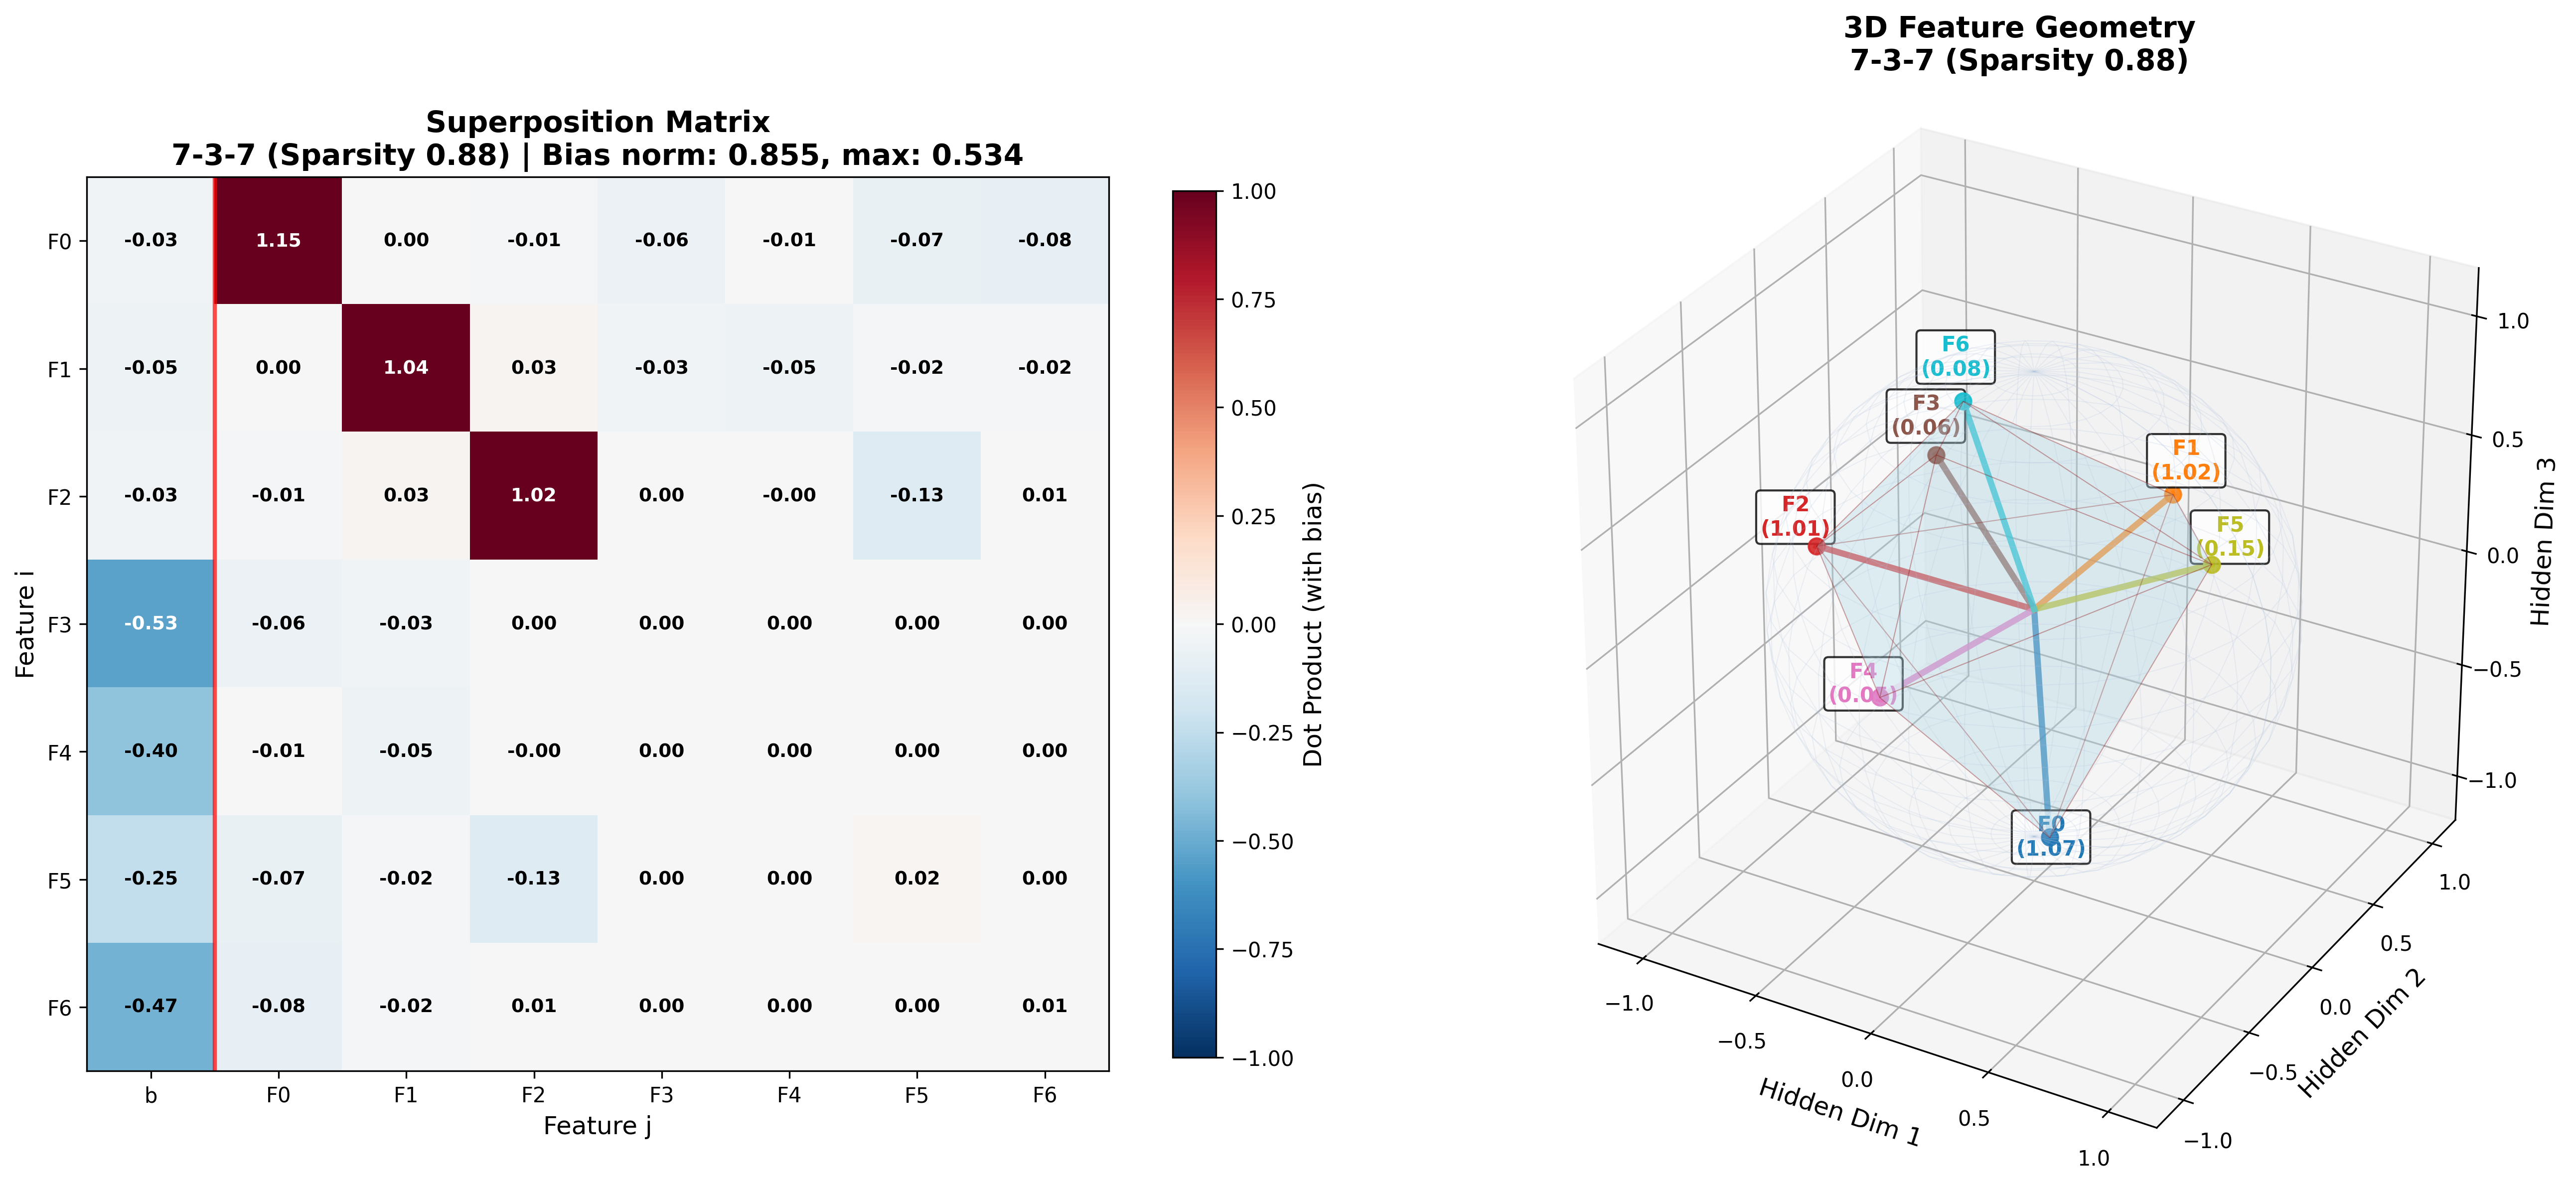 Superposition Matrix
7-3-7 (Sparsity 0.88) | Bias norm: 0.855, max: 0.534
F0 -0.03 1.15 0.00 -0.01 -0.06 -0.01 -0.07 -0.08
F1 -0.05 0.00 1.04 0.03 -0.03 -0.05 -0.02 -0.02
F2 -0.03 -0.01 0.03 1.02 0.00 -0.00 -0.13 0.01
F3 -0.53 -0.06 -0.03 0.00 0.00 0.00 0.00 0.00
F4 -0.40 -0.01 -0.05 -0.00 0.00 0.00 0.00 0.00
F5 -0.25 -0.07 -0.02 -0.13 0.00 0.00 0.02 0.00
F6 -0.47 -0.08 -0.02 0.01 0.00 0.00 0.00 0.01
b F0 F1 F2 F3 F4 F5 F6
Feature j
Feature i
1.00
0.75
0.50
0.25
0.00
−0.25
−0.50
−0.75
−1.00
Dot Product (with bias)
3D Feature Geometry
7-3-7 (Sparsity 0.88)
F6
(0.08)
F3
(0.06)
F1
(1.02)
F2
(1.01)
F5
(0.15)
F4
F0
(1.07)
1.0
0.5
0.0
−0.5
−1.0
Hidden Dim 3
−1.0
−0.5
0.0
0.5
1.0
Hidden Dim 1
1.0
0.5
0.0
−0.5
−1.0
Hidden Dim 2